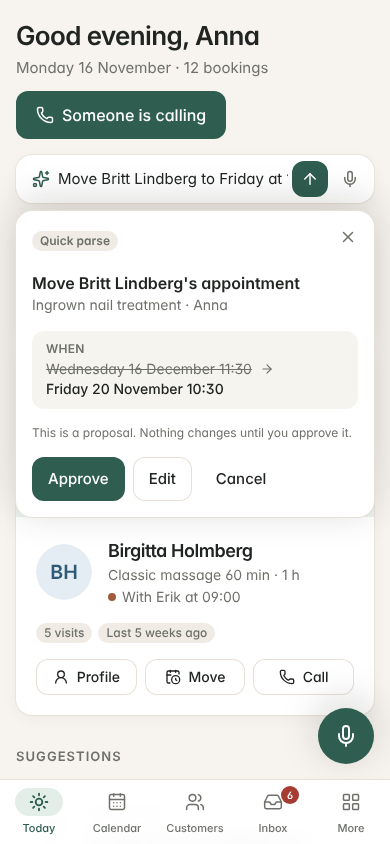 Good evening, Anna
Monday 16 November · 12 bookings
Someone is calling
Move Britt Lindberg to Friday at
Quick parse
Move Britt Lindberg's appointment
Ingrown nail treatment · Anna
WHEN
Wednesday 16 December 11:30 →
Friday 20 November 10:30
This is a proposal. Nothing changes until you approve it.
Approve Edit Cancel
BH
Birgitta Holmberg
Classic massage 60 min · 1 h
With Erik at 09:00
5 visits Last 5 weeks ago
Profile Move Call
SUGGESTIONS
6
Today Calendar Customers Inbox More